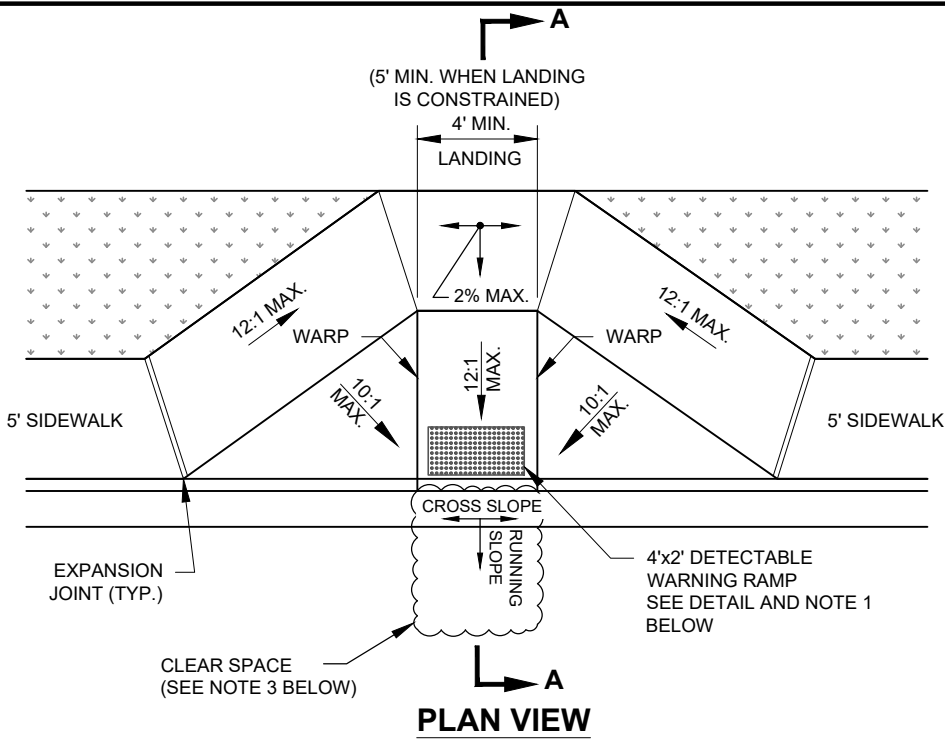 A
(5' MIN. WHEN LANDING
IS CONSTRAINED)
4' MIN.
LANDING
2% MAX.
12:1 MAX.
12:1 MAX.
WARP
WARP
12:1
MAX.
10:1
MAX.
10:1
MAX.
5' SIDEWALK
5' SIDEWALK
CROSS SLOPE
RUNNING
SLOPE
EXPANSION
JOINT (TYP.)
4'x2' DETECTABLE
WARNING RAMP
SEE DETAIL AND NOTE 1
BELOW
CLEAR SPACE
(SEE NOTE 3 BELOW)
A
PLAN VIEW